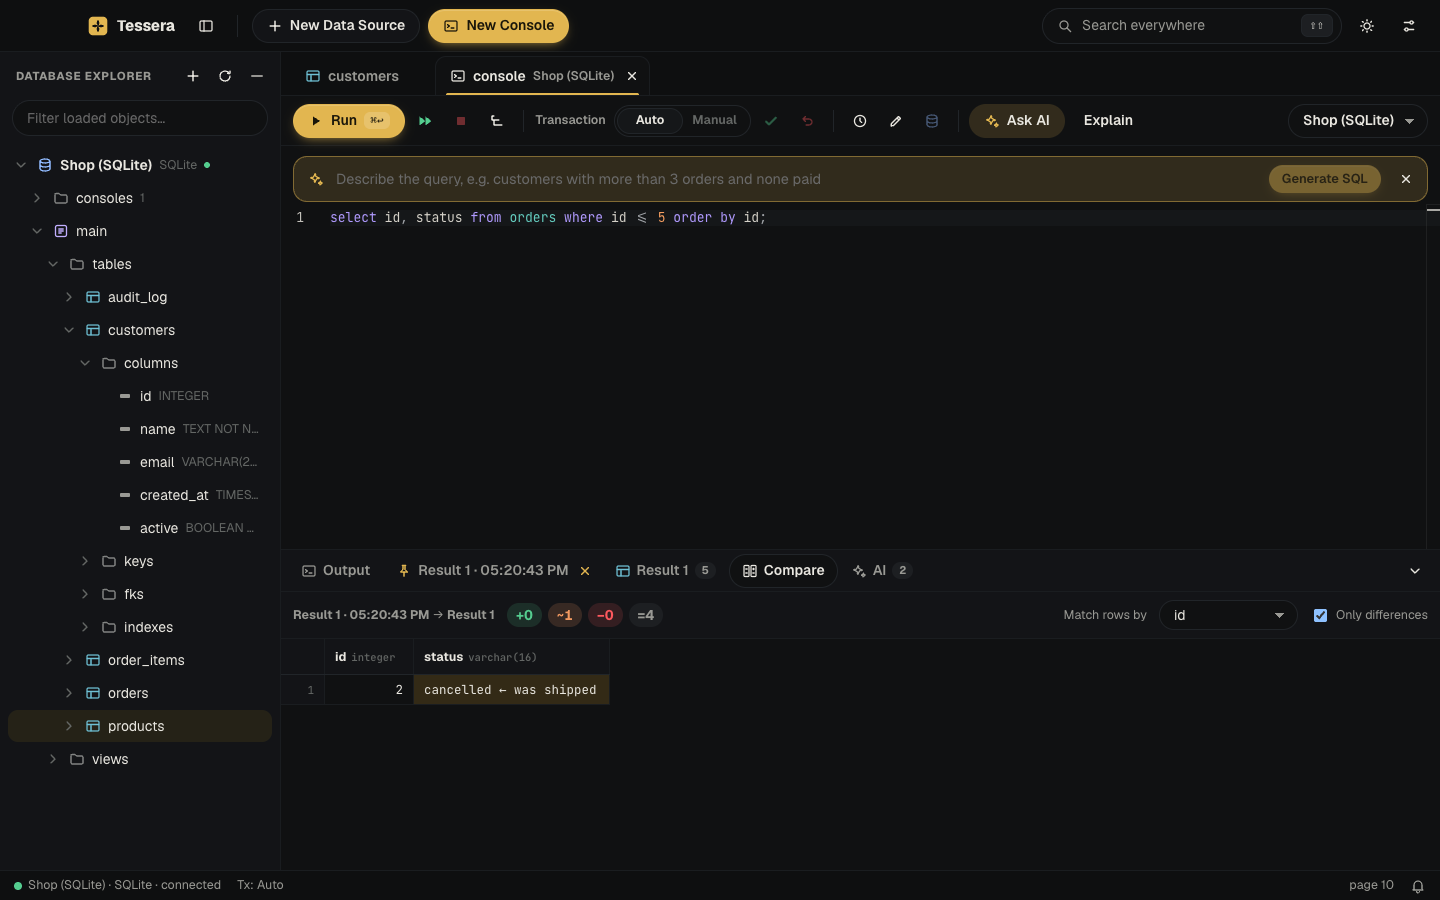 Tessera
New Data Source
New Console
Search everywhere
⇧⇧
DATABASE EXPLORER
Filter loaded objects…
Shop (SQLite) SQLite
consoles 1
main
tables
audit_log
customers
columns
id INTEGER
name TEXT NOT N…
email VARCHAR(2…
created_at TIMES…
active BOOLEAN …
keys
fks
indexes
order_items
orders
products
views
customers
console Shop (SQLite)
Run ⌘↩
Transaction
Auto
Manual
Ask AI
Explain
Shop (SQLite)
Describe the query, e.g. customers with more than 3 orders and none paid
Generate SQL
1 select id, status from orders where id ≤ 5 order by id;
Output
Result 1 · 05:20:43 PM
Result 1 5
Compare
AI 2
Result 1 · 05:20:43 PM → Result 1 +0 ~1 −0 =4
Match rows by id Only differences
id integer status varchar(16)
1 2 cancelled ← was shipped
Shop (SQLite) · SQLite · connected Tx: Auto
page 10